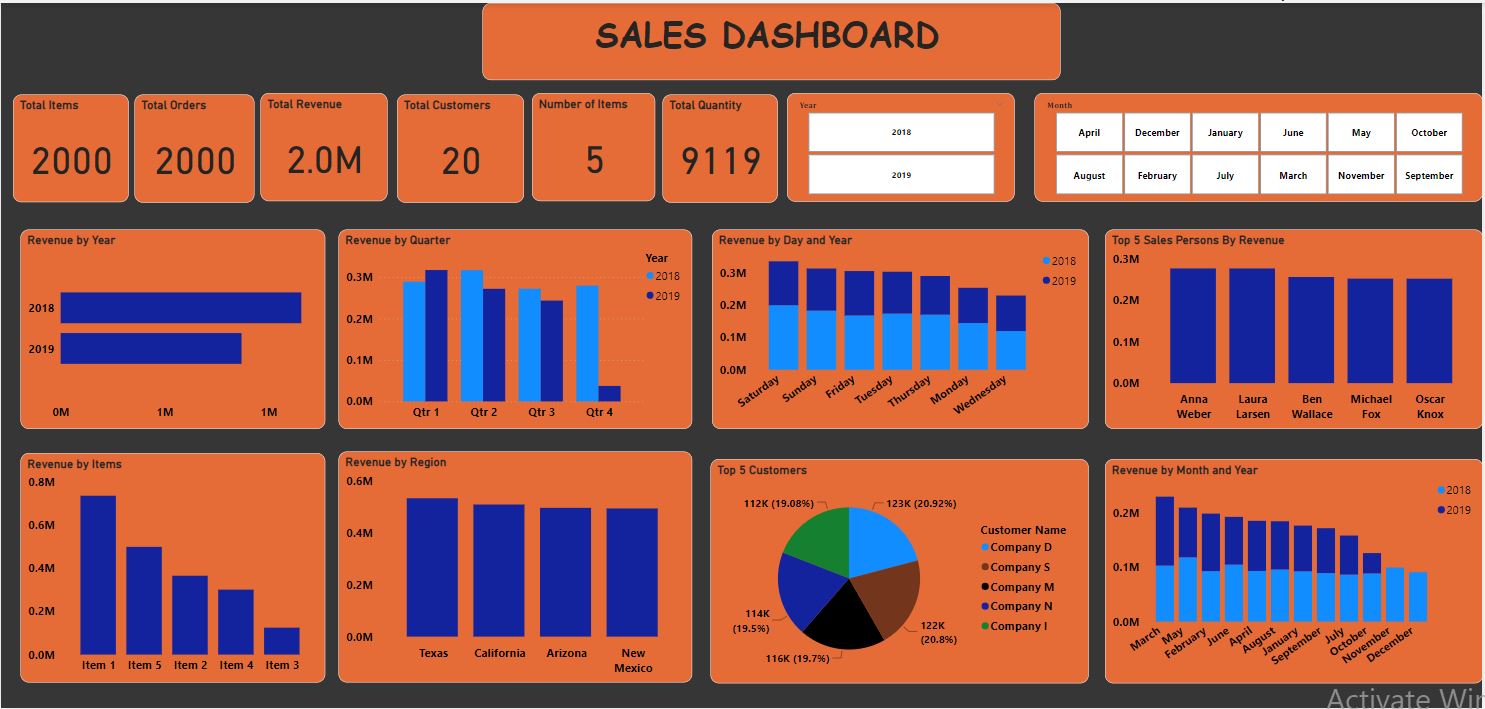 SALES DASHBOARD
Total Items
2000
Total Orders
2000
Total Revenue
2.0M
Total Customers
20
Number of Items
5
Total Quantity
9119
Year
2018
2019
Month
April December January June May October
August February July March November September
Revenue by Year
2018
2019
0M 1M 1M
Revenue by Quarter
Year
2018
2019
0.3M
0.2M
0.1M
0.0M
Qtr 1 Qtr 2 Qtr 3 Qtr 4
Revenue by Day and Year
2018
2019
0.3M
0.2M
0.1M
0.0M
Saturday Sunday Friday Tuesday Thursday Monday Wednesday
Top 5 Sales Persons By Revenue
0.3M
0.2M
0.1M
0.0M
Anna Laura Ben Michael Oscar
Weber Larsen Wallace Fox Knox
Revenue by Items
0.8M
0.6M
0.4M
0.2M
0.0M
Item 1 Item 5 Item 2 Item 4 Item 3
Revenue by Region
0.6M
0.4M
0.2M
0.0M
Texas California Arizona New
Mexico
Top 5 Customers
112K (19.08%) 123K (20.92%)
114K
(19.5%)
122K
(20.8%)
116K (19.7%)
Customer Name
Company D
Company S
Company M
Company N
Company I
Revenue by Month and Year
2018
2019
0.2M
0.1M
0.0M
March May February June April August January September July October November December
Activate Win